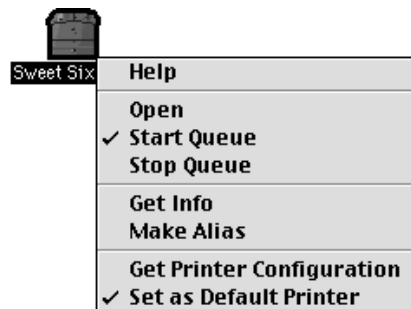 Sweet Six
Help
Open
✓ Start Queue
Stop Queue
Get Info
Make Alias
Get Printer Configuration
✓ Set as Default Printer